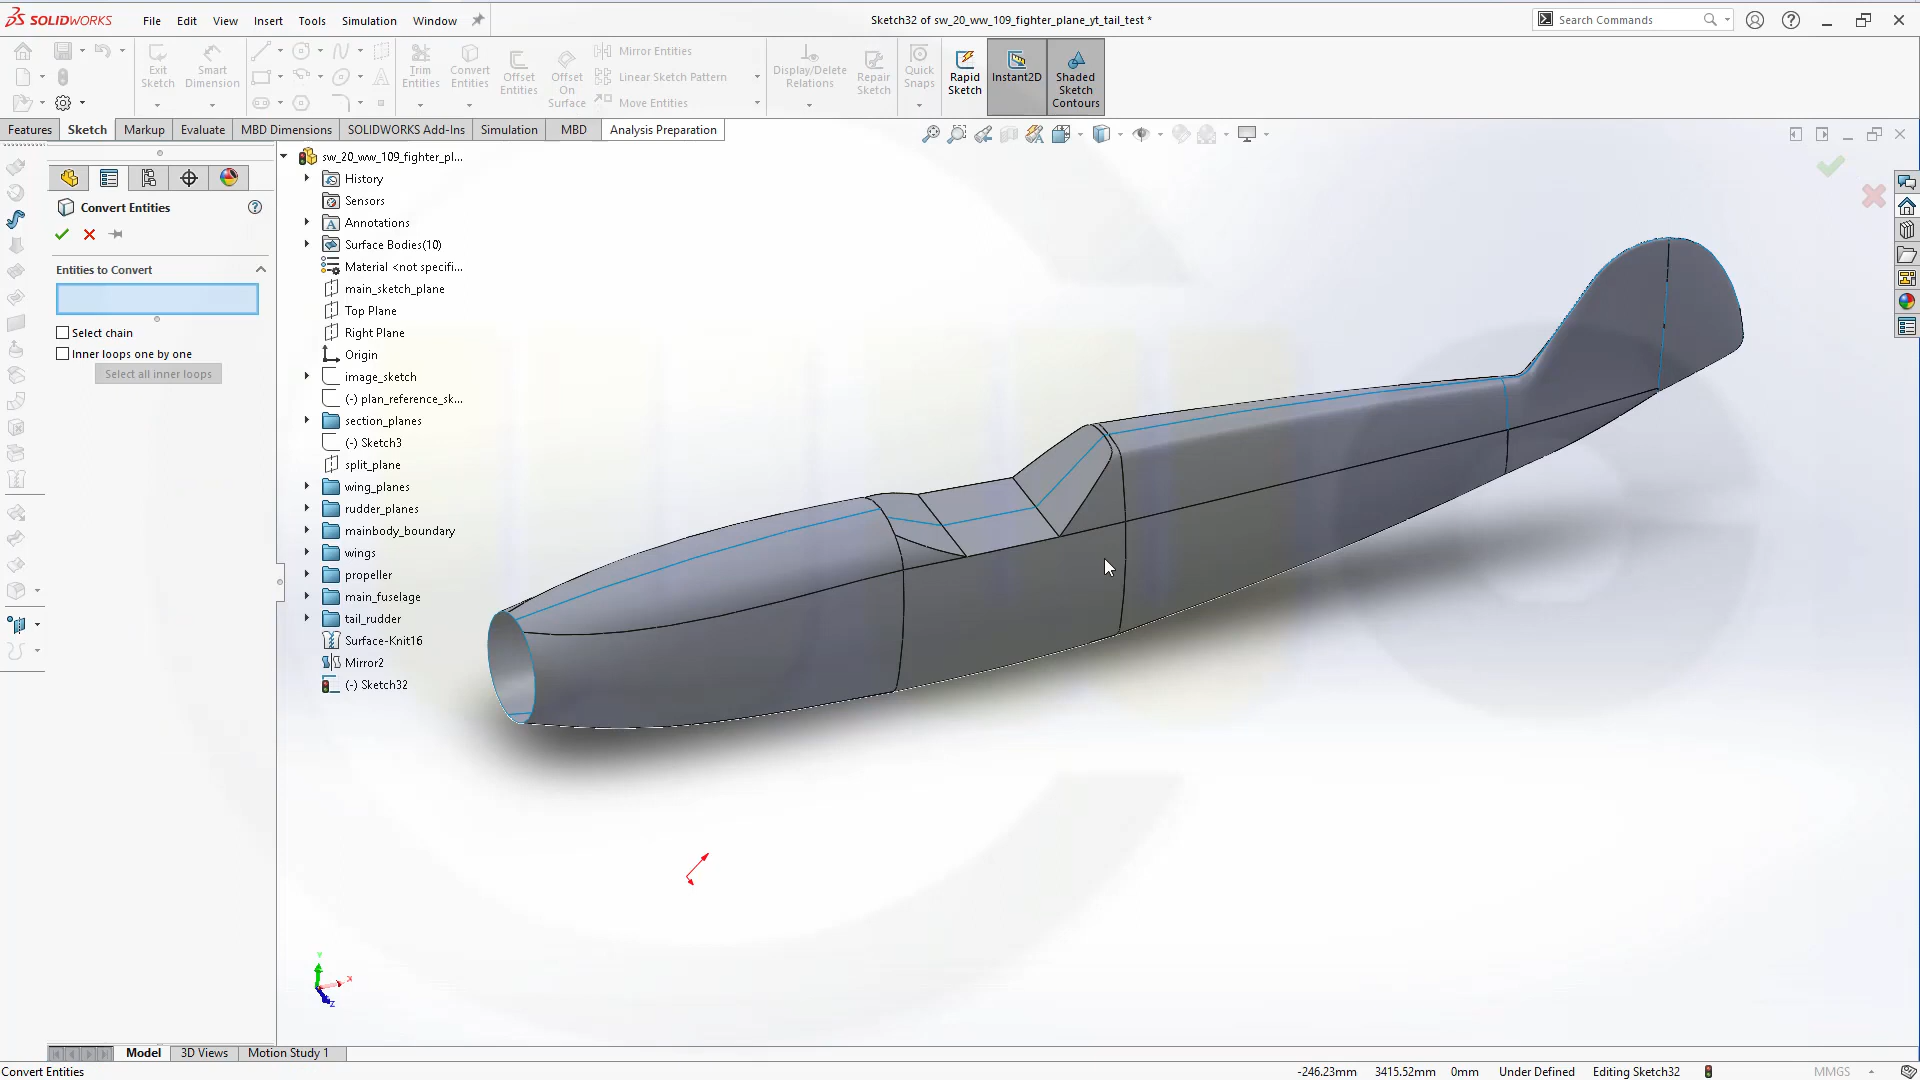 SOLIDWORKS File Edit View Insert Tools Simulation Window Sketch32 of sw_20_ww_109_fighter_plane_yt_tail_test * Search Commands
Exit Sketch
Smart Dimension
Trim Entities
Convert Entities
Offset Entities
Offset On Surface
Mirror Entities
Linear Sketch Pattern
Move Entities
Display/Delete Relations
Repair Sketch
Quick Snaps
Rapid Sketch
Instant2D
Shaded Sketch Contours
Features Sketch Markup Evaluate MBD Dimensions SOLIDWORKS Add-Ins Simulation MBD Analysis Preparation
Convert Entities
Entities to Convert
Select chain
Inner loops one by one
Select all inner loops
sw_20_ww_109_fighter_pl...
History
Sensors
Annotations
Surface Bodies(10)
Material <not specifi...
main_sketch_plane
Top Plane
Right Plane
Origin
image_sketch
(-) plan_reference_sk...
section_planes
(-) Sketch3
split_plane
wing_planes
rudder_planes
mainbody_boundary
wings
propeller
main_fuselage
tail_rudder
Surface-Knit16
Mirror2
(-) Sketch32
Y
X
Z
Model 3D Views Motion Study 1
Convert Entities -246.23mm 3415.52mm 0mm Under Defined Editing Sketch32 MMGS